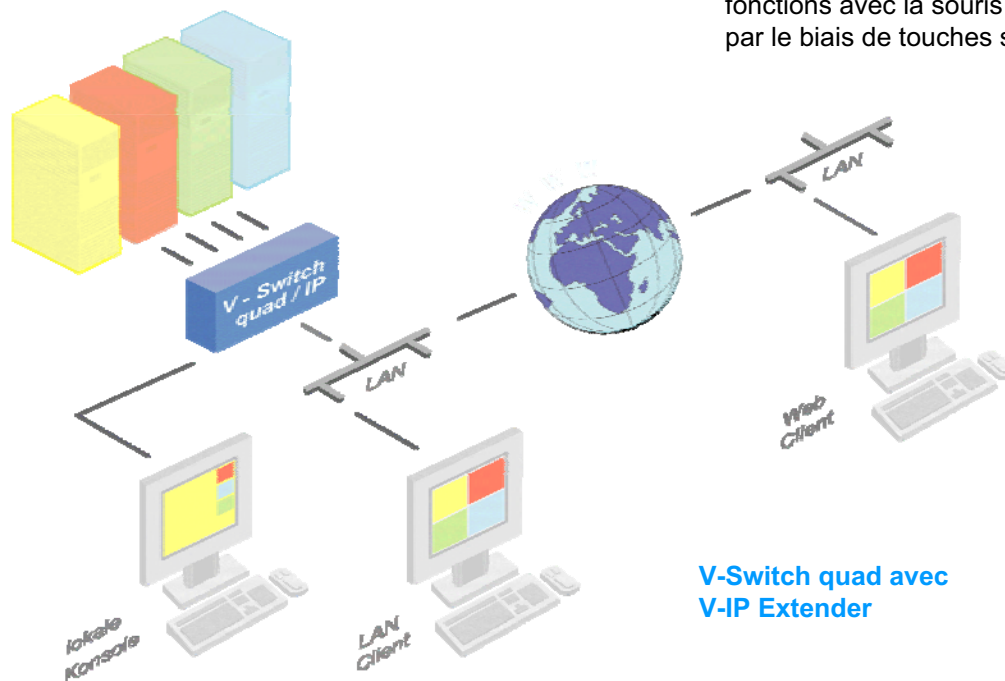 fonctions avec la souris
par le biais de touches s
LAN
V - Switch
quad / IP
LAN
Web
Client
V-Switch quad avec
V-IP Extender
lokale
Konsole
LAN
Client